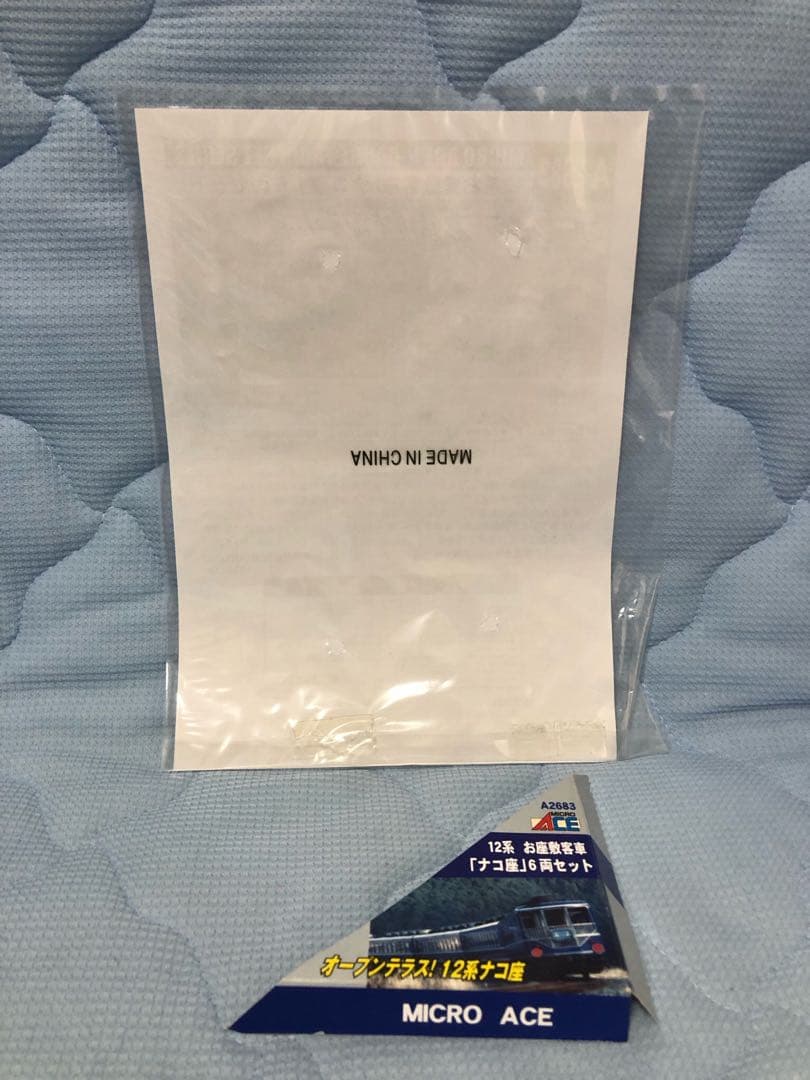 MADE IN CHINA
A2683
MICRO
ACE
12系 お座敷客車
「ナコ座」6両セット
オープンテラス! 12系ナコ座
MICRO ACE